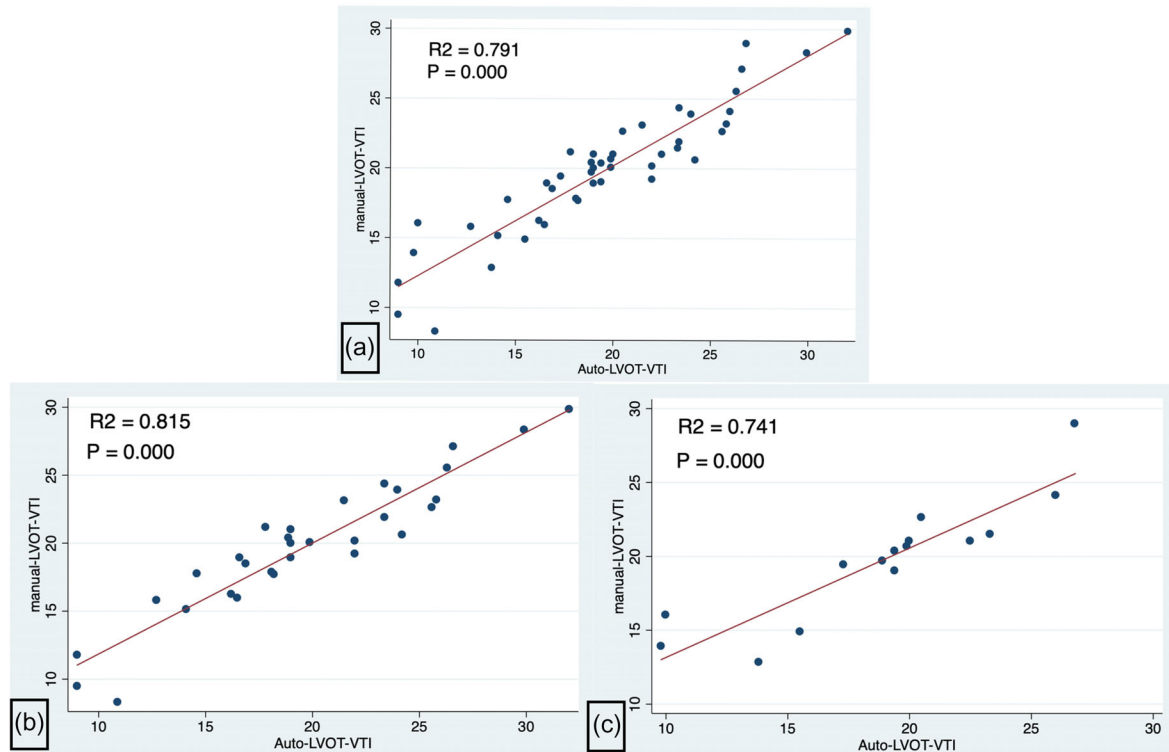 R2 = 0.791
P = 0.000
manual-LVOT-VTI
30
25
20
15
10
10 15 20 25 30
Auto-LVOT-VTI
(a)
R2 = 0.815
P = 0.000
manual-LVOT-VTI
30
25
20
15
10
10 15 20 25 30
Auto-LVOT-VTI
(b)
R2 = 0.741
P = 0.000
manual-LVOT-VTI
30
25
20
15
10
10 15 20 25 30
Auto-LVOT-VTI
(c)